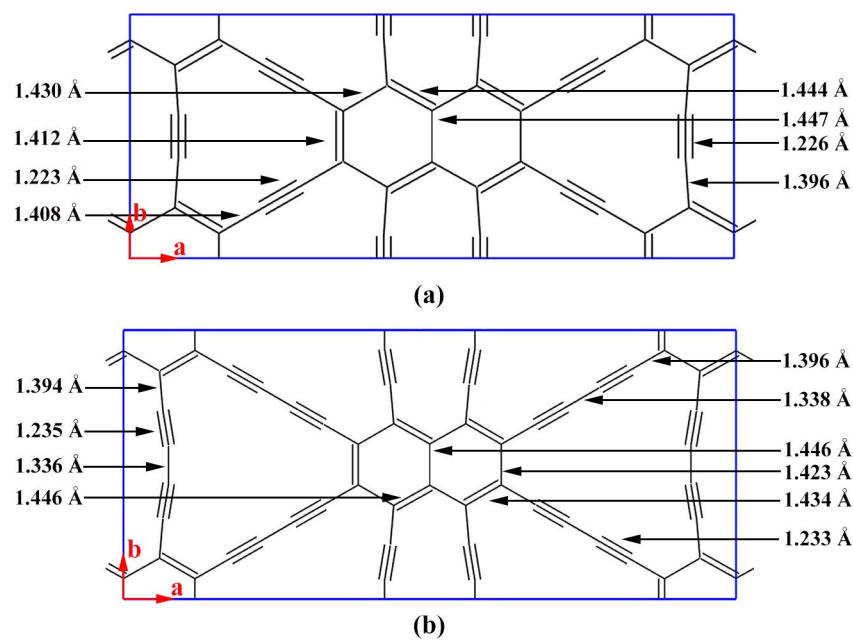 1.430 Å
1.444 Å
1.447 Å
1.412 Å
1.226 Å
1.223 Å
1.396 Å
1.408 Å
b
a
(a)
1.396 Å
1.394 Å
1.338 Å
1.235 Å
1.446 Å
1.336 Å
1.423 Å
1.446 Å
1.434 Å
1.233 Å
b
a
(b)